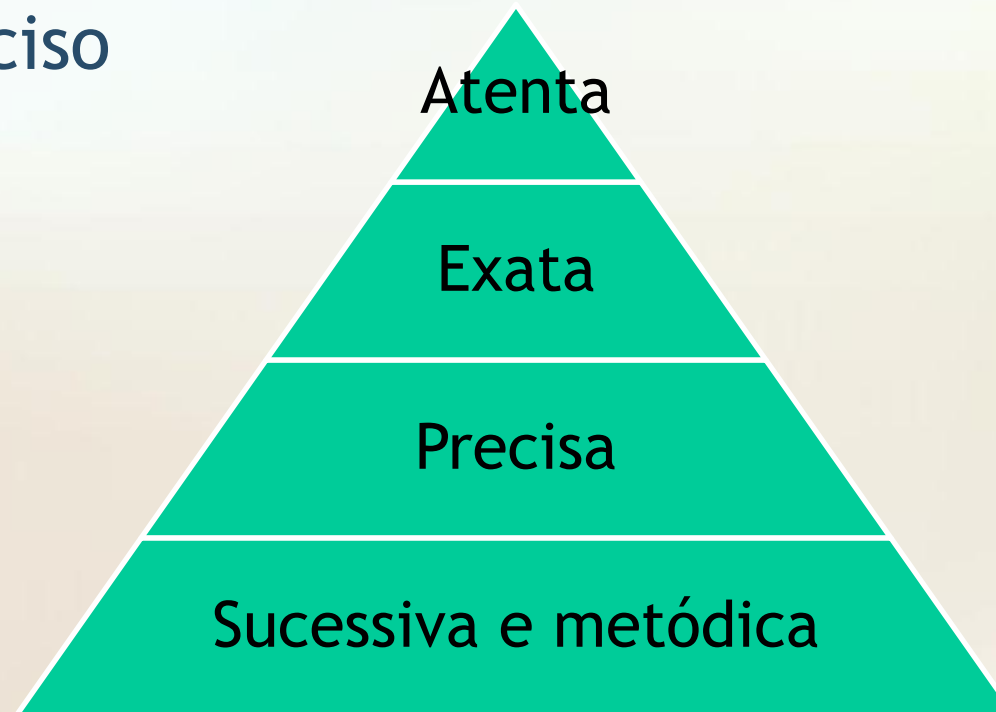 ciso
Atenta
Exata
Precisa
Sucessiva e metódica